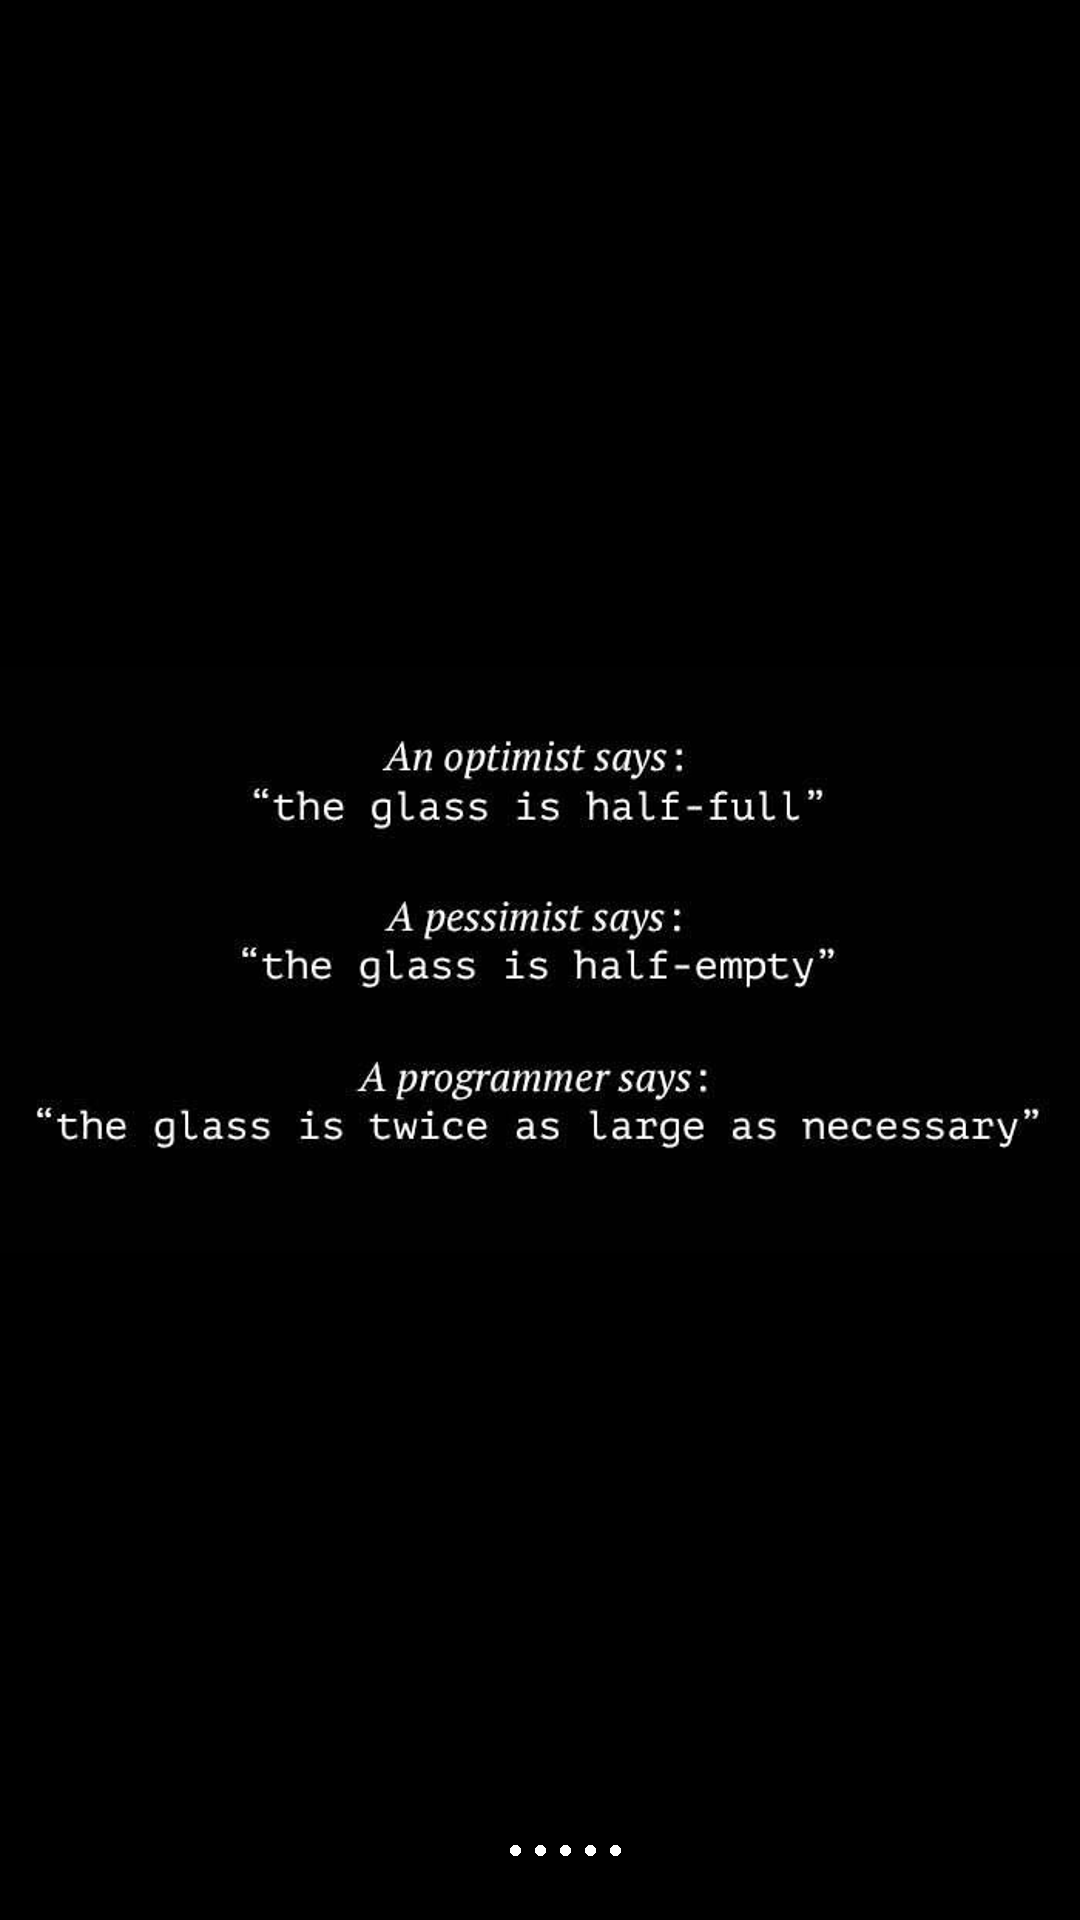 An optimist says:
“the glass is half-full”
A pessimist says:
“the glass is half-empty”
A programmer says:
“the glass is twice as large as necessary”